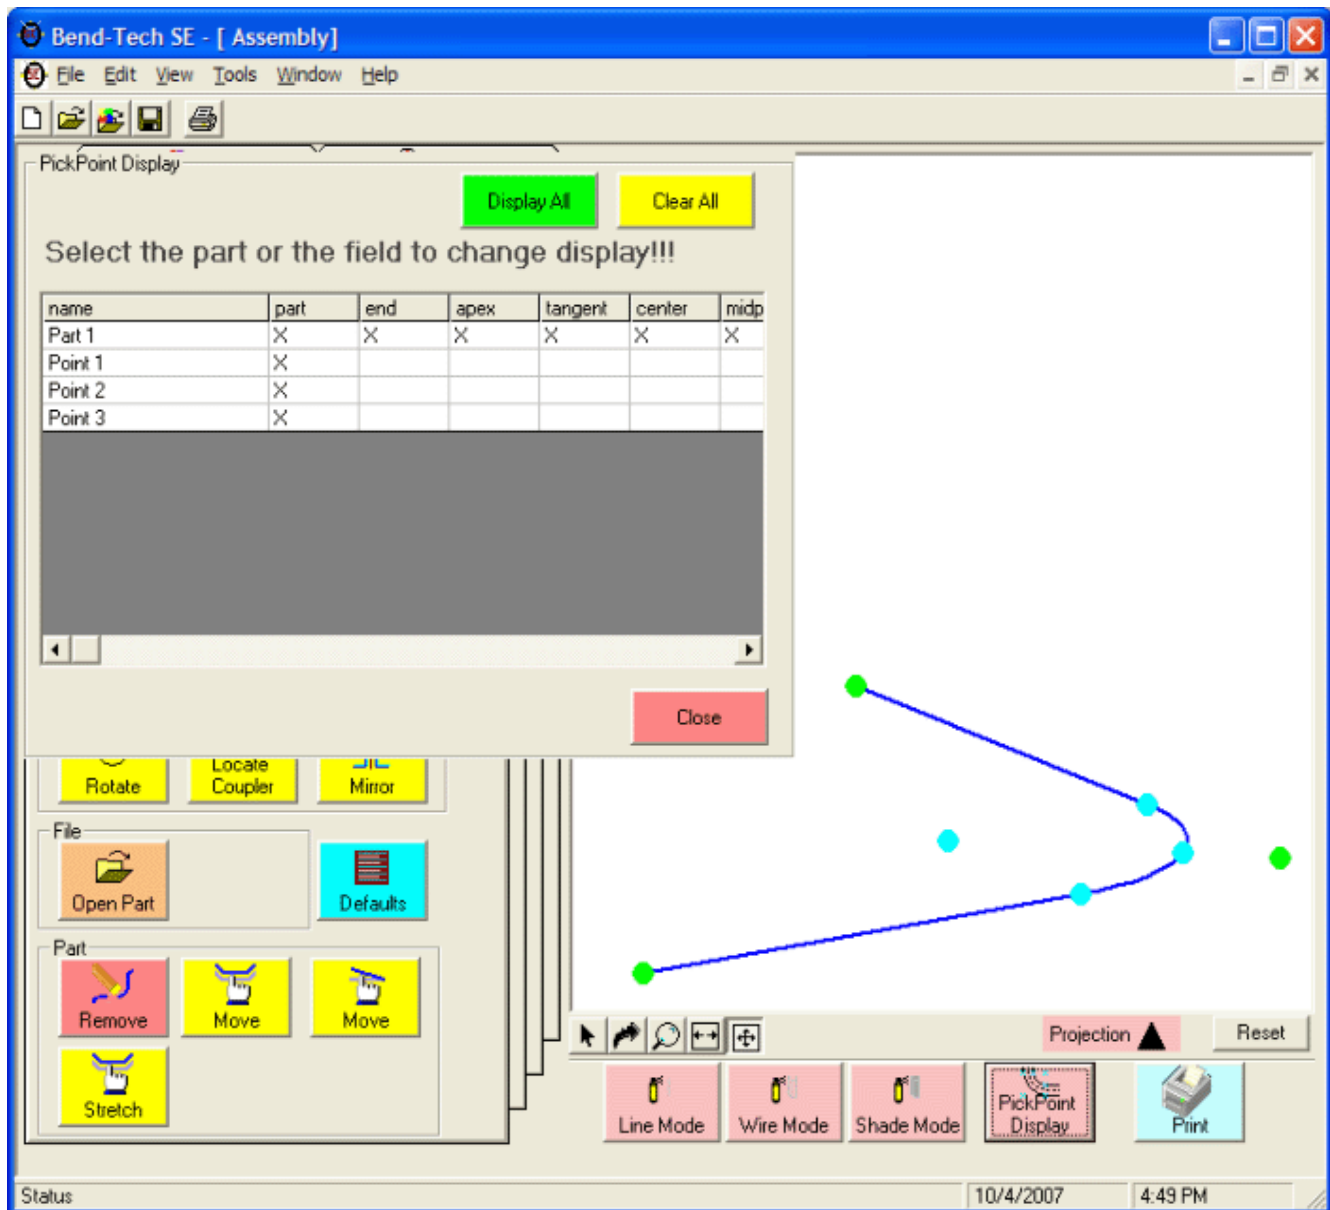 Bend-Tech SE - [ Assembly]
File Edit View Tools Window Help
PickPoint Display
Display All Clear All
Select the part or the field to change display!!!
name part end apex tangent center midp
Part 1 X X X X X X
Point 1 X
Point 2 X
Point 3 X
Close
Rotate Locate Coupler Mirror
File
Open Part Defaults
Part
Remove Move Move
Stretch
Projection Reset
Line Mode Wire Mode Shade Mode PickPoint Display Print
Status 10/4/2007 4:49 PM